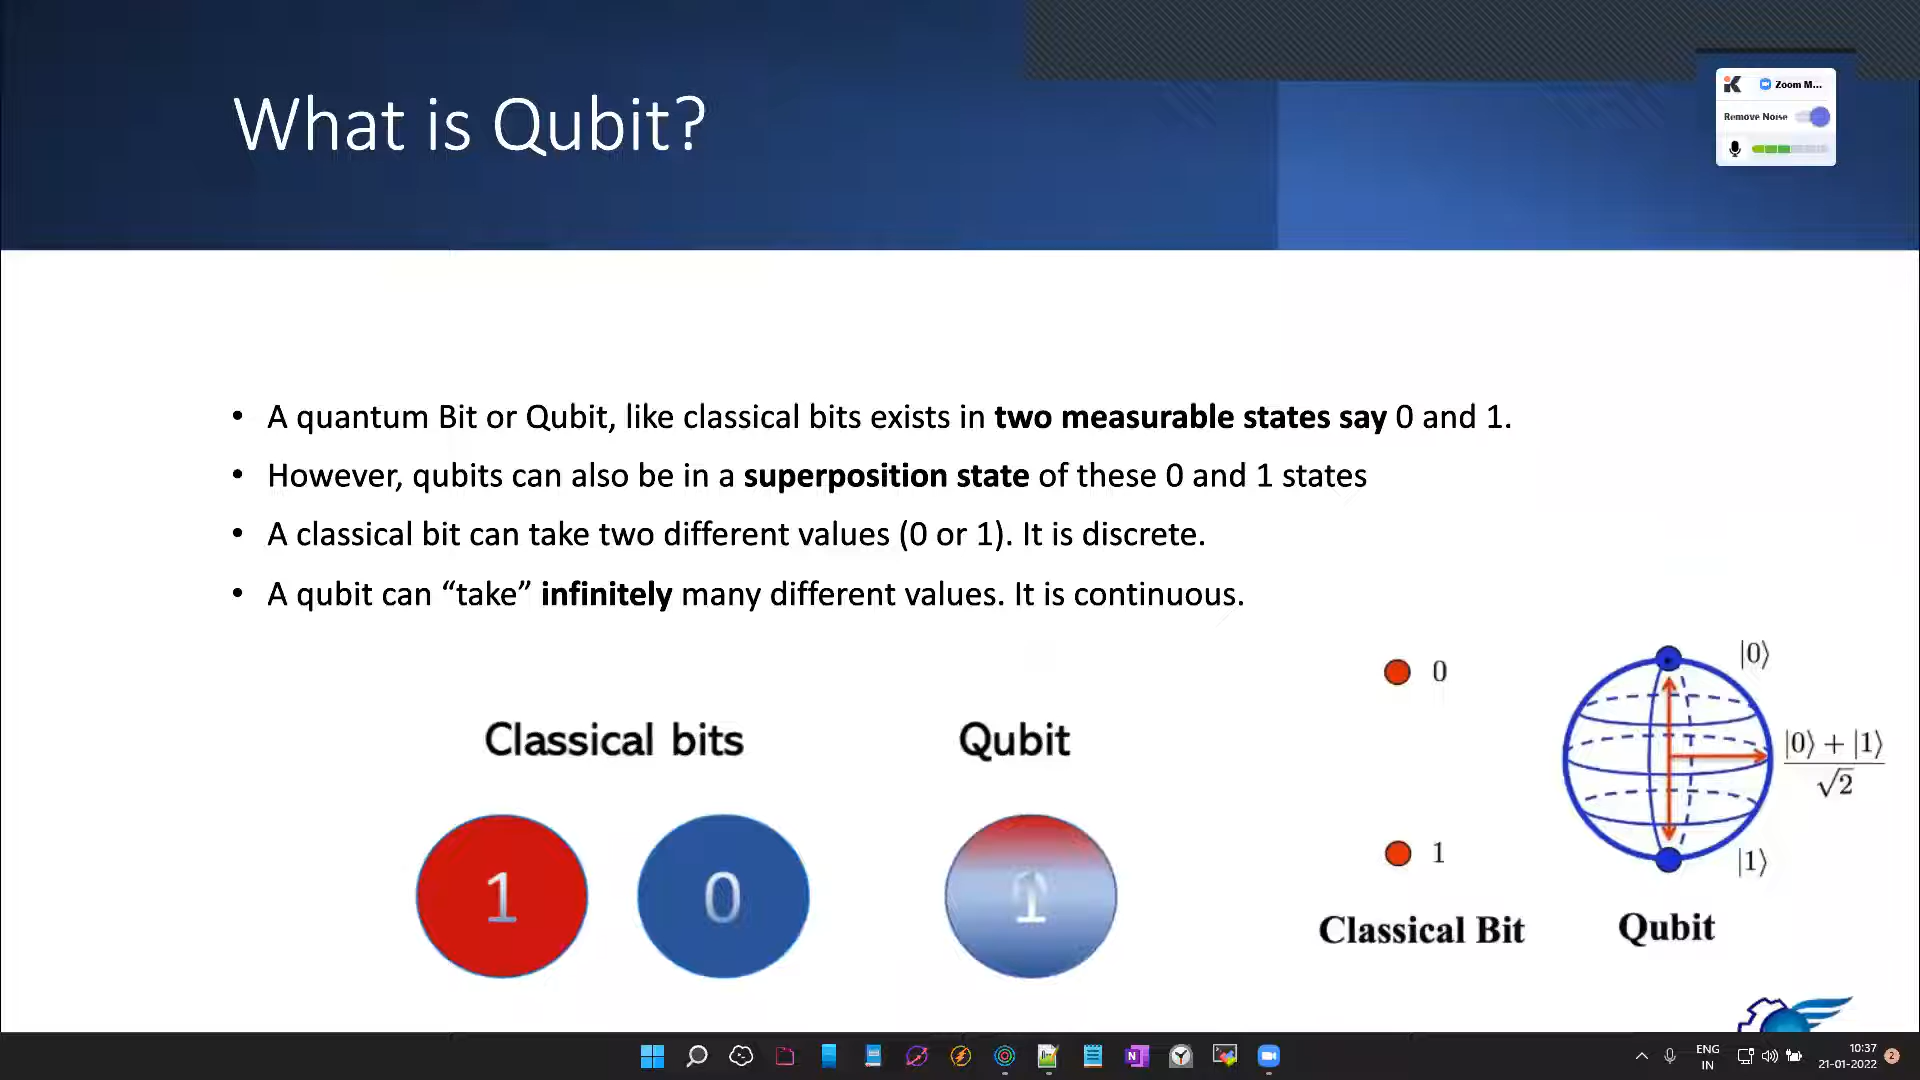 What is Qubit?
Zoom M...
Remove Noise
• A quantum Bit or Qubit, like classical bits exists in two measurable states say 0 and 1.
• However, qubits can also be in a superposition state of these 0 and 1 states
• A classical bit can take two different values (0 or 1). It is discrete.
• A qubit can “take” infinitely many different values. It is continuous.
Classical bits
Qubit
1
0
0
1
Classical Bit
|0⟩
|0⟩ + |1⟩
√2
|1⟩
Qubit
N
ENG
IN
10:37
21-01-2022
2